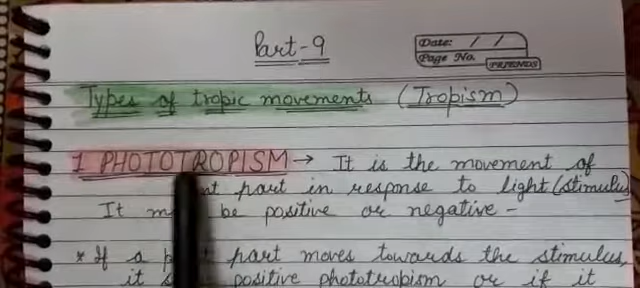 Part-9
Date: / /
Page No.
FRIENDS
Types of tropic movements (Tropism)
1 PHOTOTROPISM → It is the movement of
part in response to light (stimulus)
It be positive or negative -
* If a part moves towards the stimulus,
it positive phototropism or if it